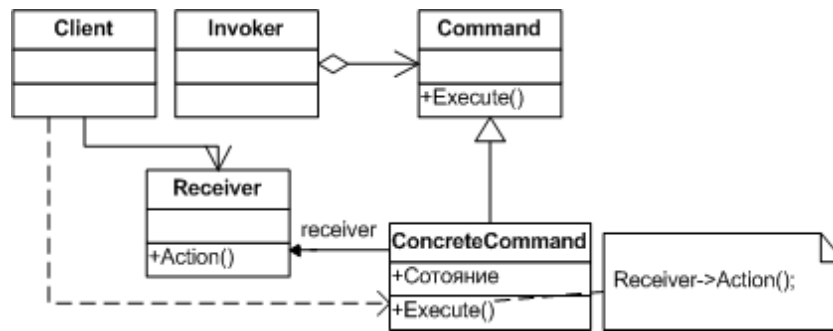 Client
Invoker
Command
+Execute()
Receiver
+Action()
receiver
ConcreteCommand
+Сотояние
+Execute()
Receiver->Action();